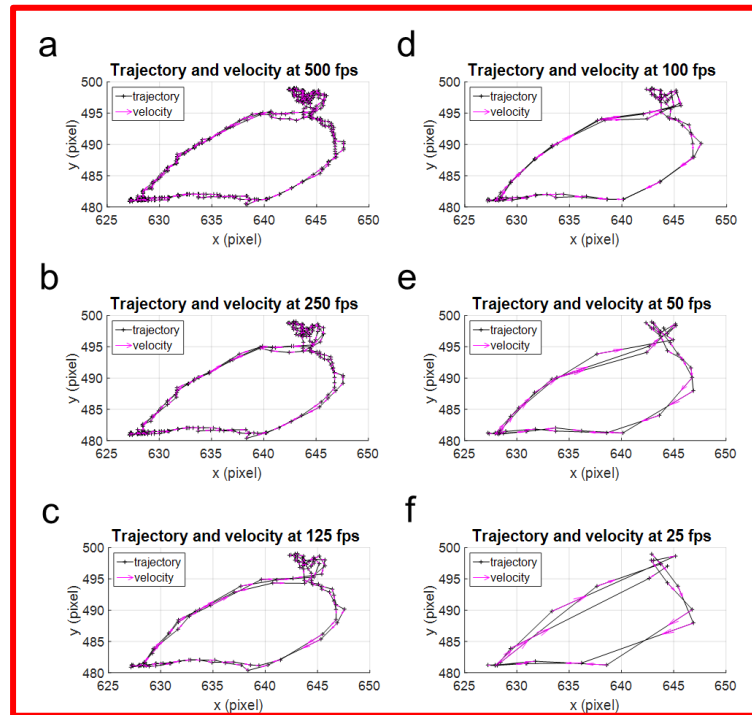 a
Trajectory and velocity at 500 fps
trajectory
velocity
500
495
490
485
480
y (pixel)
625 630 635 640 645 650
x (pixel)
b
Trajectory and velocity at 250 fps
trajectory
velocity
500
495
490
485
480
y (pixel)
625 630 635 640 645 650
x (pixel)
c
Trajectory and velocity at 125 fps
trajectory
velocity
500
495
490
485
480
y (pixel)
625 630 635 640 645 650
x (pixel)
d
Trajectory and velocity at 100 fps
trajectory
velocity
500
495
490
485
480
y (pixel)
625 630 635 640 645 650
x (pixel)
e
Trajectory and velocity at 50 fps
trajectory
velocity
500
495
490
485
480
y (pixel)
625 630 635 640 645 650
x (pixel)
f
Trajectory and velocity at 25 fps
trajectory
velocity
500
495
490
485
480
y (pixel)
625 630 635 640 645 650
x (pixel)